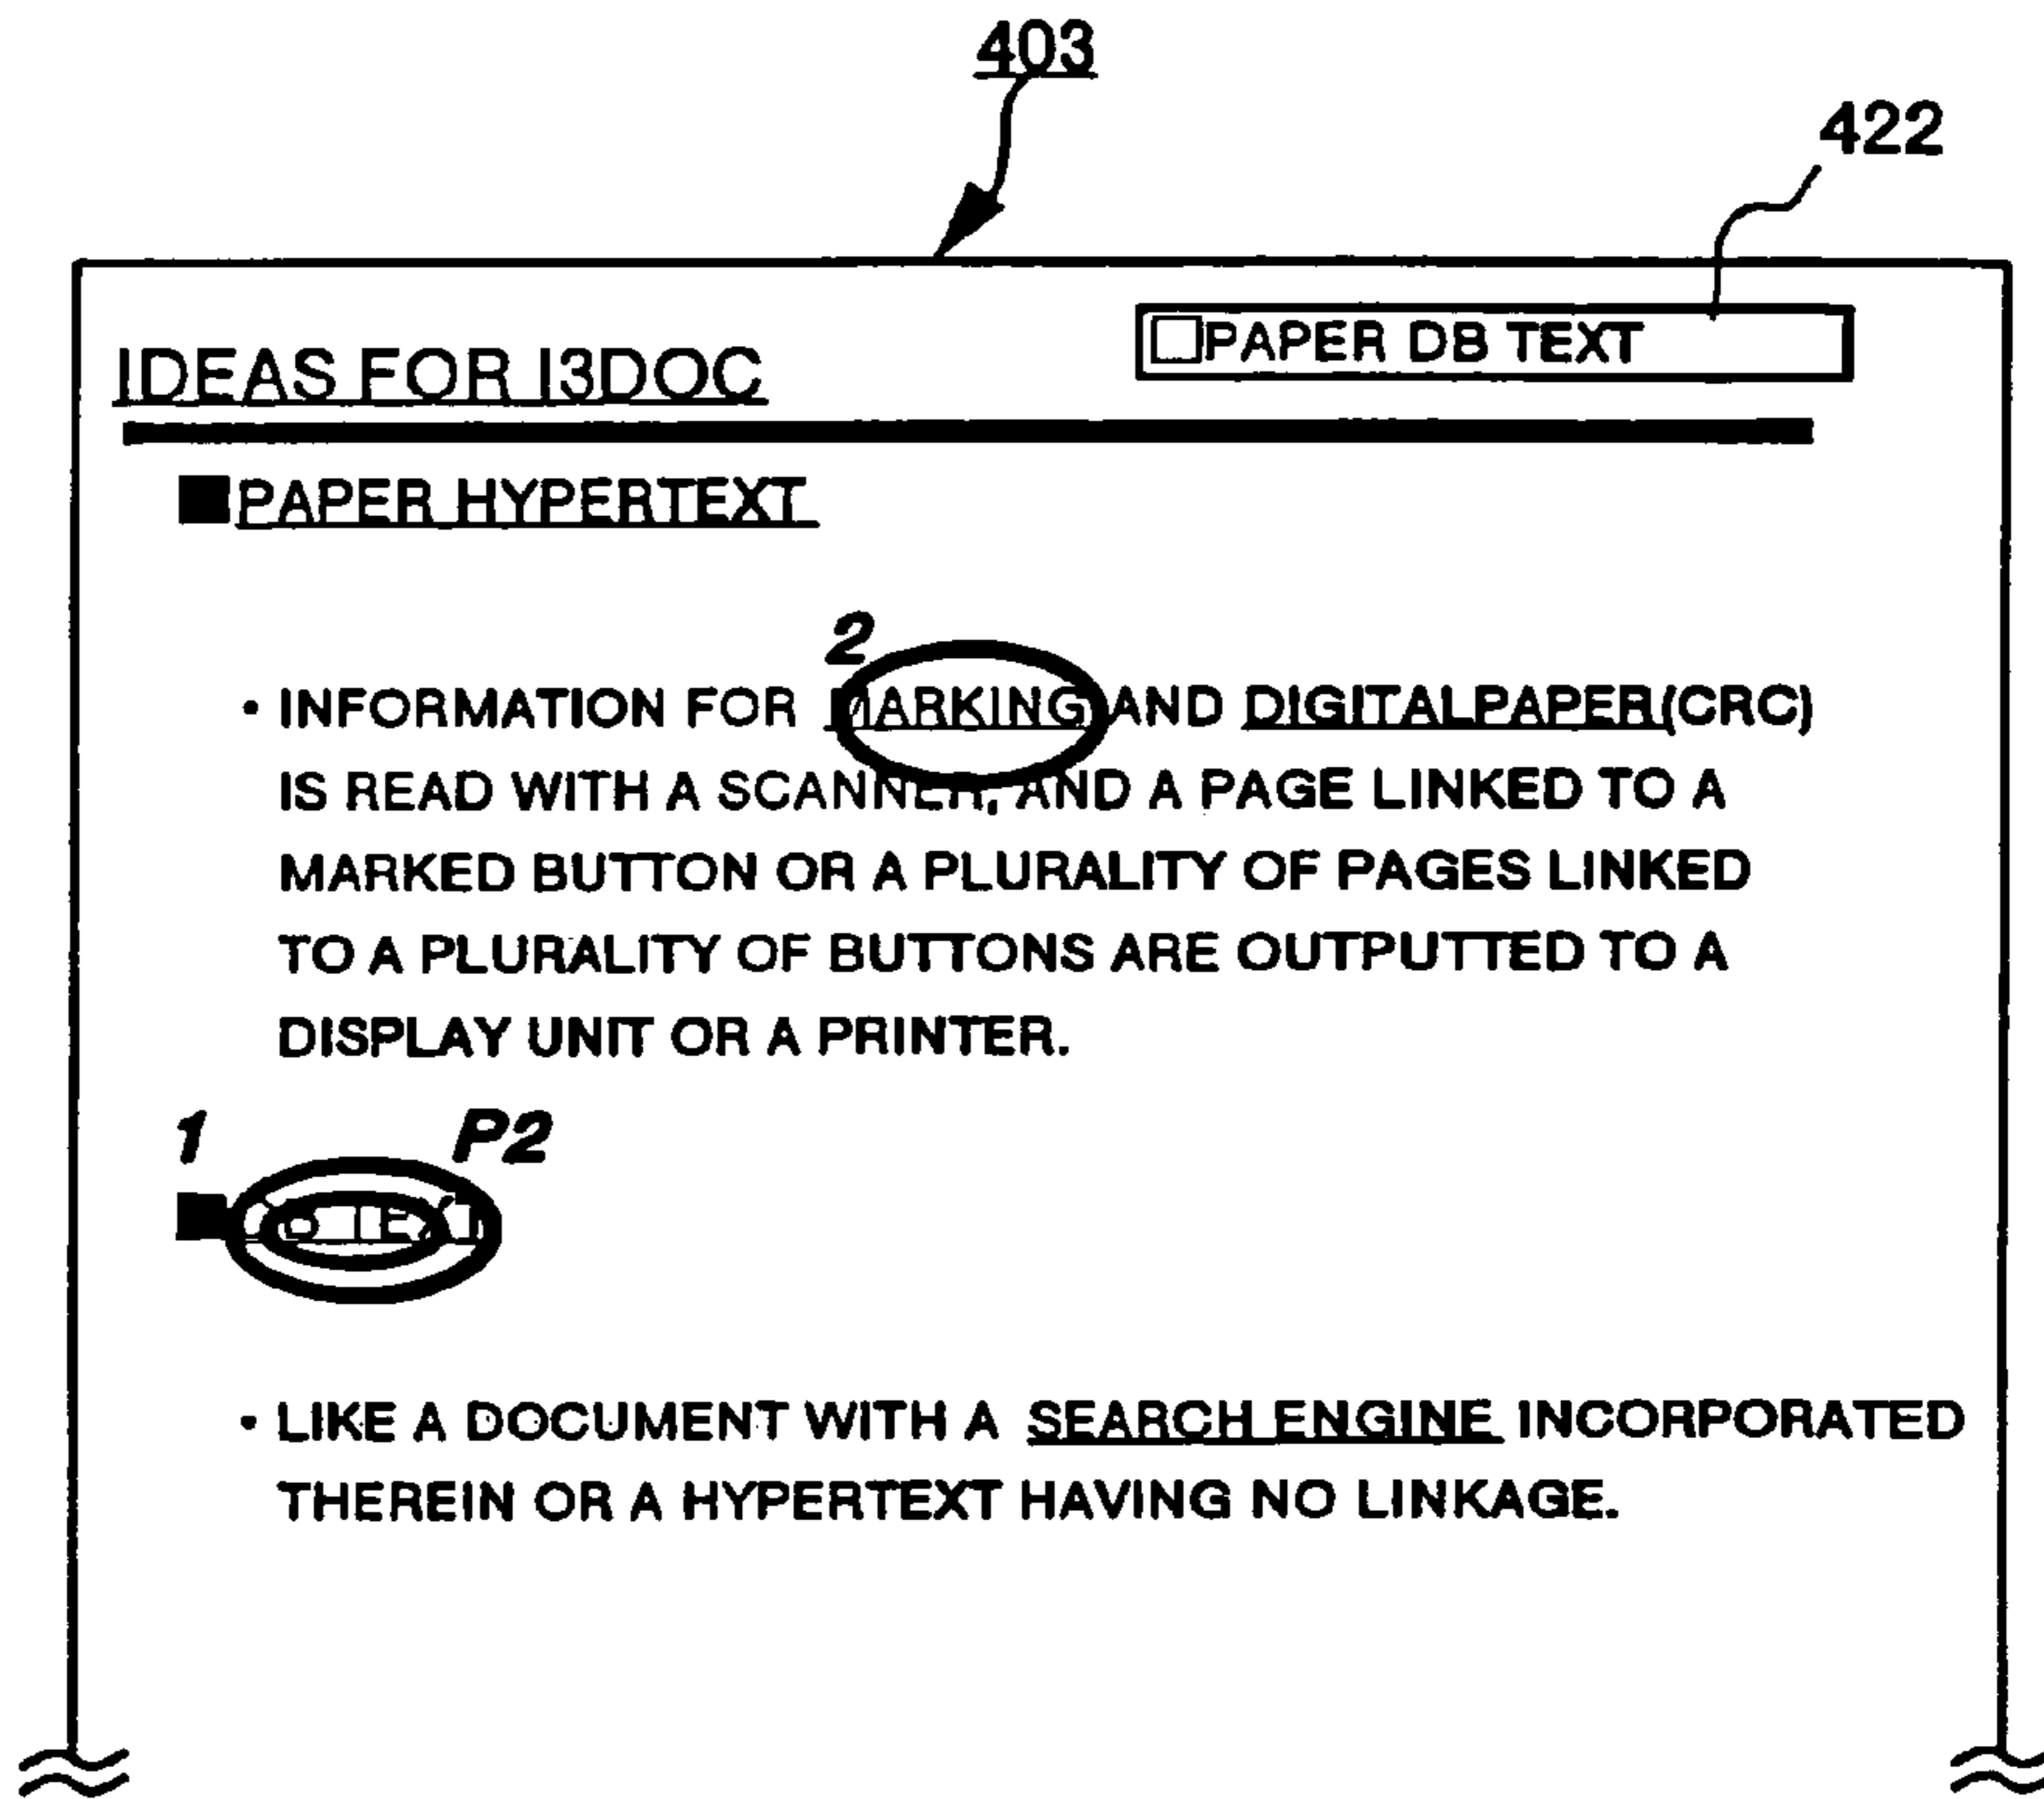 403
422
□PAPER DB TEXT
IDEAS FOR I3DOC
■PAPER HYPERTEXT
2
• INFORMATION FOR MARKING AND DIGITALPAPER(CRC)
IS READ WITH A SCANNER, AND A PAGE LINKED TO A
MARKED BUTTON OR A PLURALITY OF PAGES LINKED
TO A PLURALITY OF BUTTONS ARE OUTPUTTED TO A
DISPLAY UNIT OR A PRINTER.
1 P2
• LIKE A DOCUMENT WITH A SEARCH ENGINE INCORPORATED
THEREIN OR A HYPERTEXT HAVING NO LINKAGE.